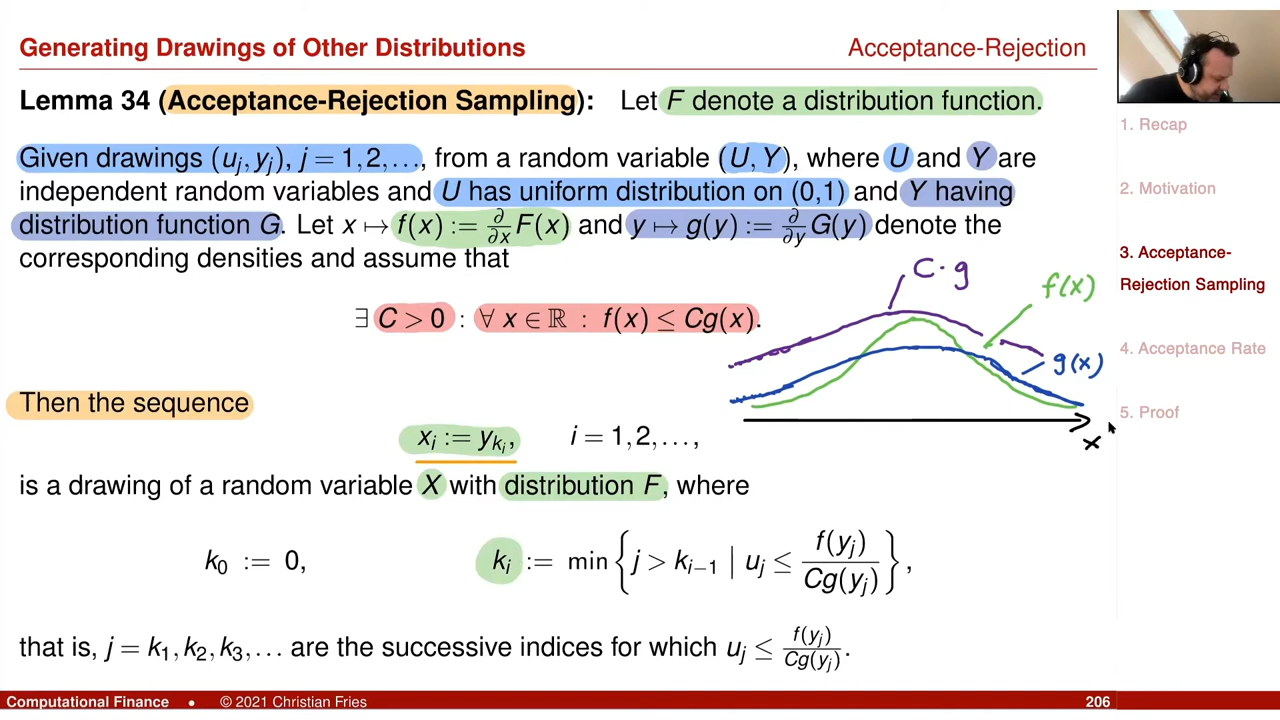 Generating Drawings of Other Distributions Acceptance-Rejection
Lemma 34 (Acceptance-Rejection Sampling): Let F denote a distribution function.
Given drawings (u_j, y_j), j = 1,2,..., from a random variable (U, Y), where U and Y are
independent random variables and U has uniform distribution on (0,1) and Y having
distribution function G. Let x ↦ f(x) := ∂/∂x F(x) and y ↦ g(y) := ∂/∂y G(y) denote the
corresponding densities and assume that
∃ C > 0 : ∀ x ∈ ℝ : f(x) ≤ Cg(x).
C · g
f(x)
g(x)
x
Then the sequence
x_i := y_{k_i}, i = 1,2,...,
is a drawing of a random variable X with distribution F, where
k_0 := 0, k_i := min { j > k_{i−1} | u_j ≤ f(y_j)/Cg(y_j) },
that is, j = k_1, k_2, k_3, ... are the successive indices for which u_j ≤ f(y_j)/Cg(y_j).
1. Recap
2. Motivation
3. Acceptance-
Rejection Sampling
4. Acceptance Rate
5. Proof
Computational Finance • © 2021 Christian Fries 206